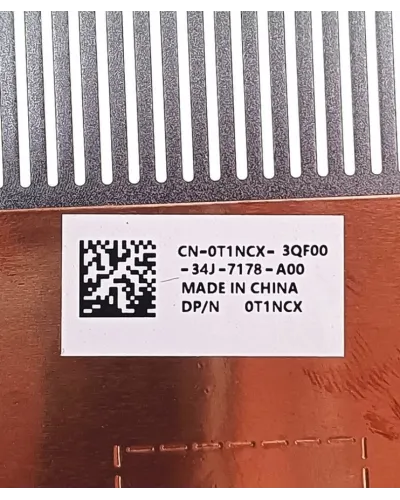 CN-0T1NCX- 3QF00
-34J-7178-A00
MADE IN CHINA
DP/N 0T1NCX